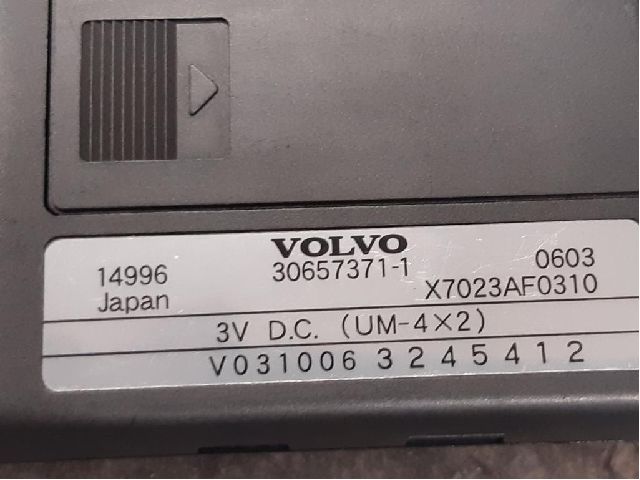 VOLVO
14996 30657371-1 0603
Japan X7023AF0310
3V D.C. (UM-4×2)
V031006 3245412